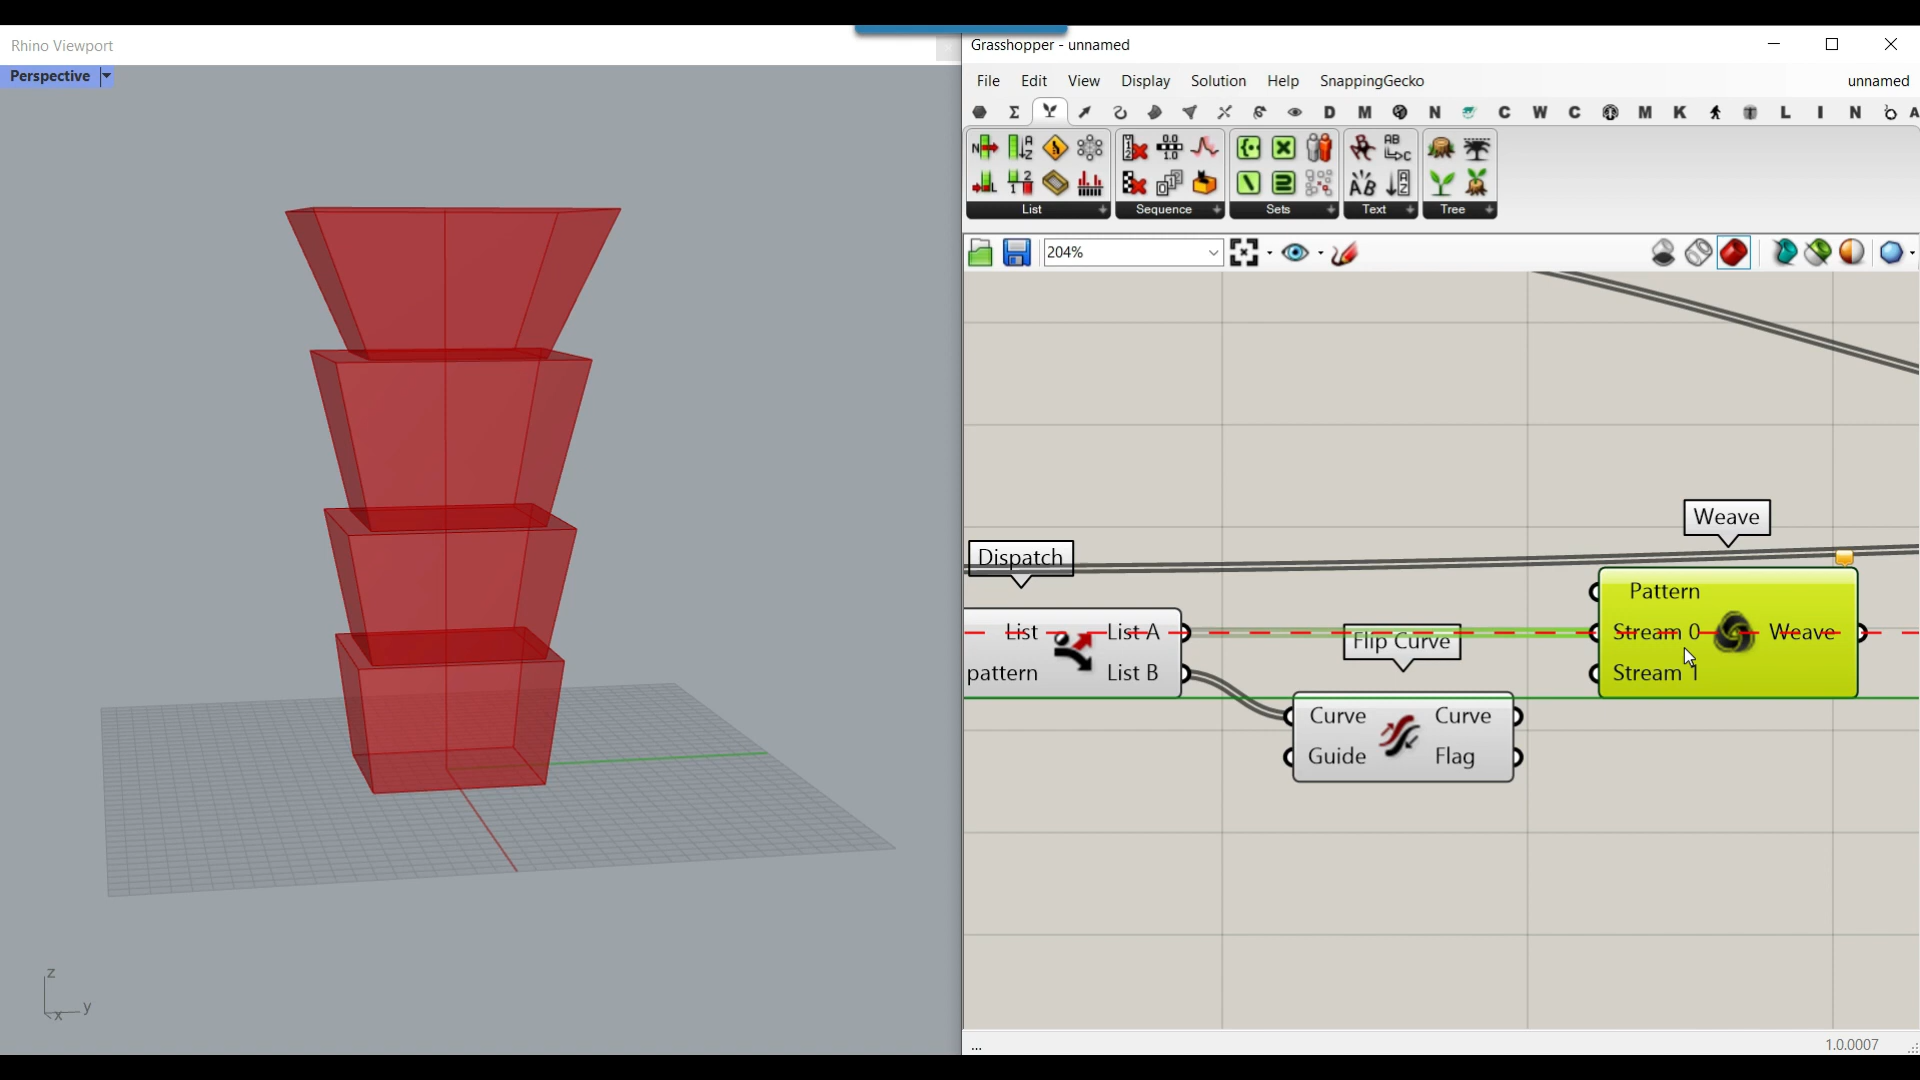 Rhino Viewport
Perspective
Grasshopper - unnamed
File Edit View Display Solution Help SnappingGecko unnamed
D M N C W C M K L I N A
List Sequence Sets Text Tree
204%
Weave
Dispatch
List List A
pattern List B
Flip Curve
Curve Curve
Guide Flag
Pattern
Stream 0 Weave
Stream 1
z
y
x
...
1.0.0007